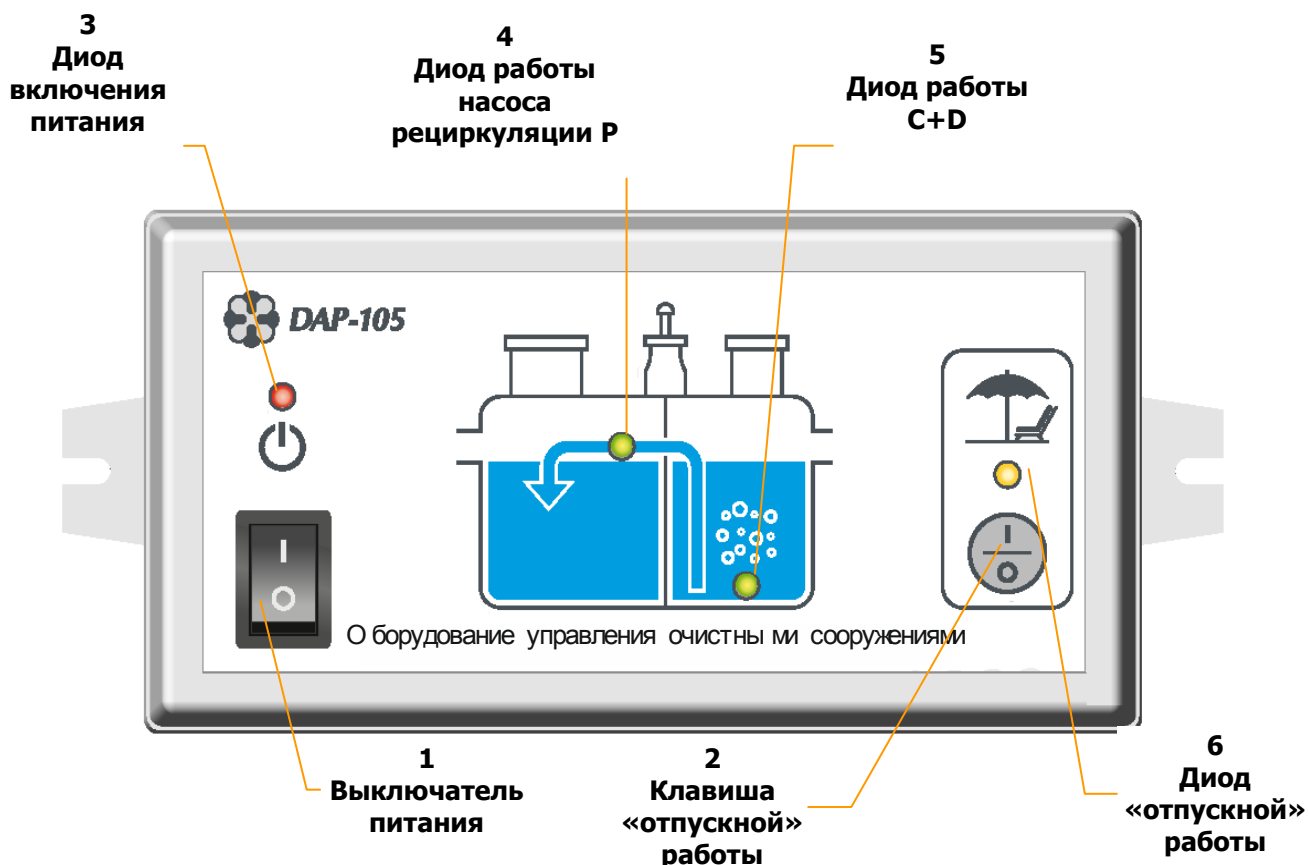 3
Диод
включения
питания
4
Диод работы
насоса
рециркуляции P
5
Диод работы
C+D
DAP-105
I
O
I
O
О борудование управления очистны ми сооружениями
1
Выключатель
питания
2
Клавиша
«отпускной»
работы
6
Диод
«отпускной»
работы